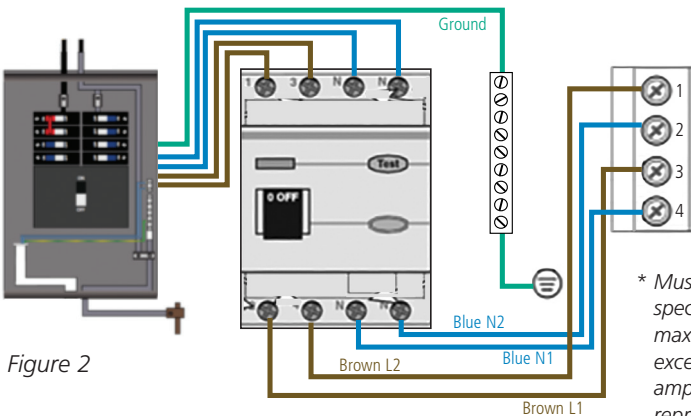 Ground
1 3 N N
1
2
3
4
Test
0 OFF
N N
Blue N2
Blue N1
Brown L2
Brown L1
Figure 2
* Mus
spec
max
exce
amp
repr